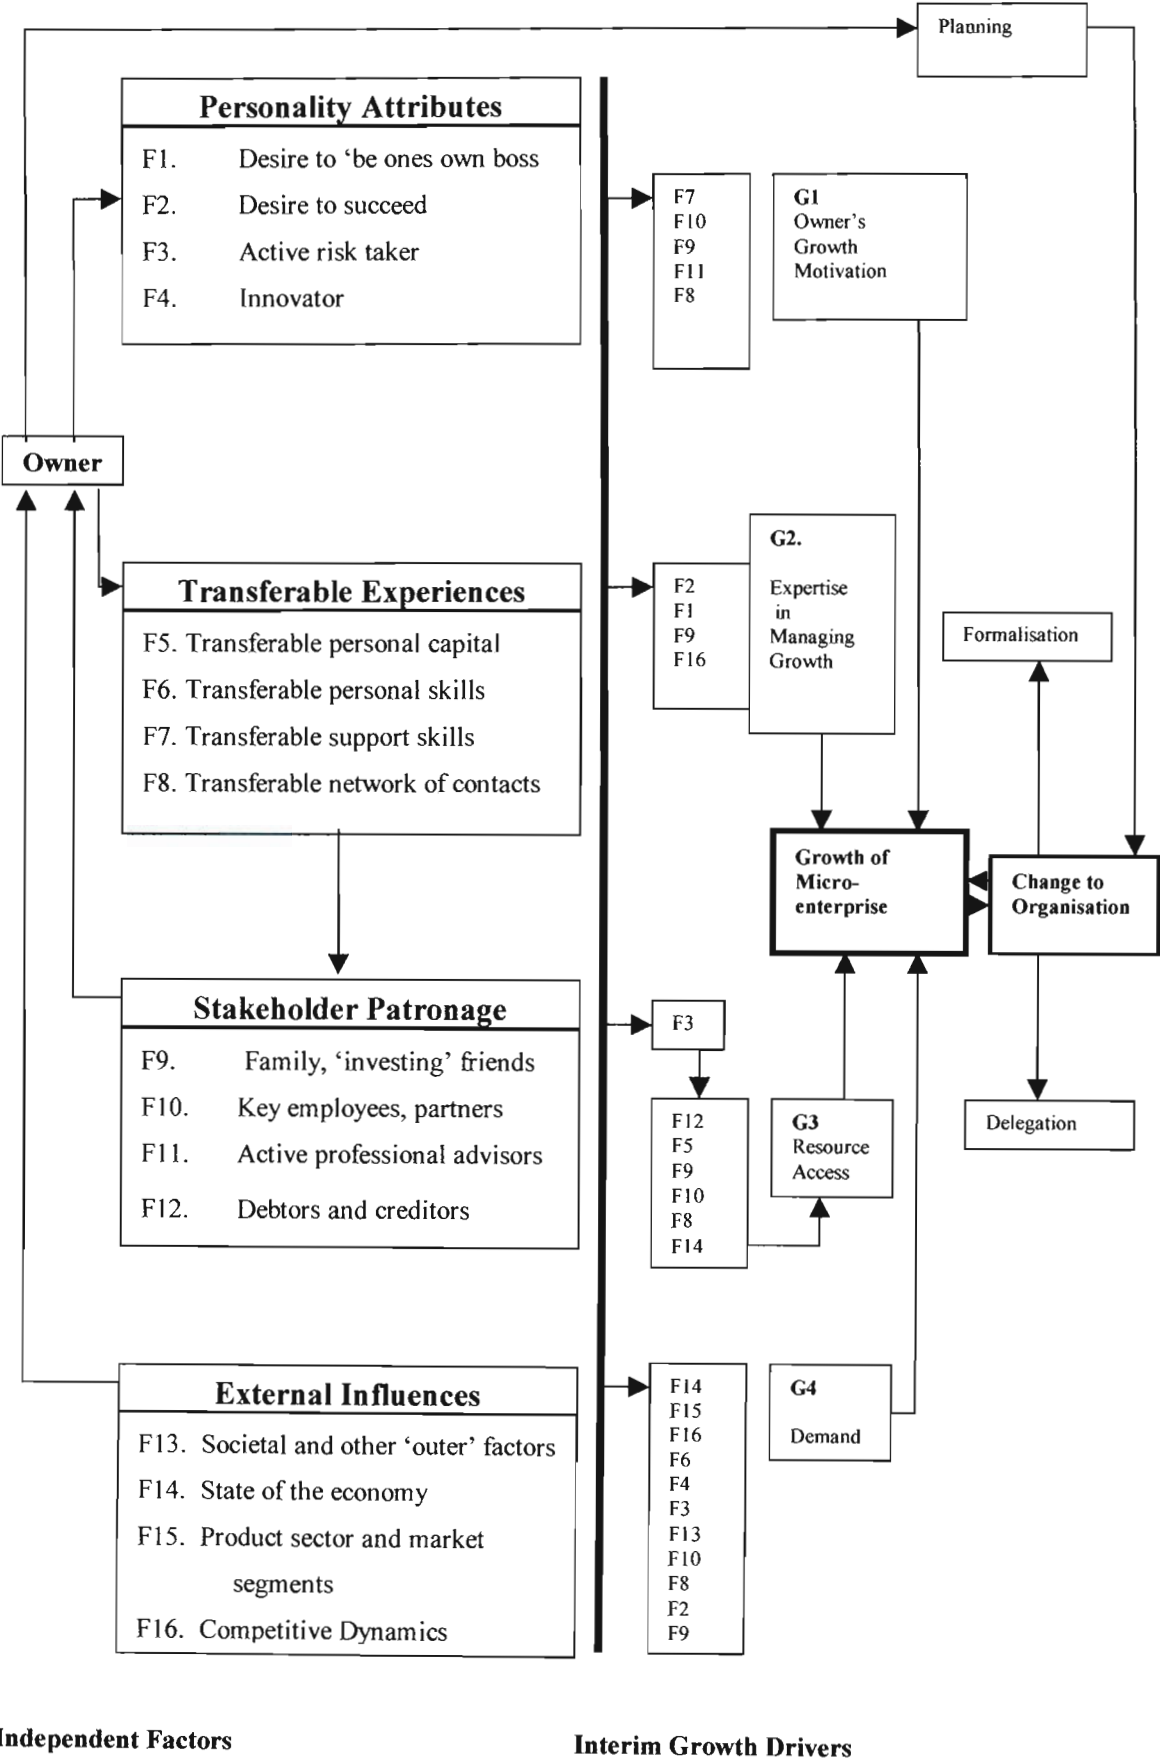 Planning
Personality Attributes
F1. Desire to ‘be ones own boss
F2. Desire to succeed
F3. Active risk taker
F4. Innovator
F7
F10
F9
F11
F8
G1
Owner's
Growth
Motivation
Owner
Transferable Experiences
F5. Transferable personal capital
F6. Transferable personal skills
F7. Transferable support skills
F8. Transferable network of contacts
F2
F1
F9
F16
G2.
Expertise
in
Managing
Growth
Formalisation
Growth of
Micro-
enterprise
Change to
Organisation
Stakeholder Patronage
F9. Family, ‘investing’ friends
F10. Key employees, partners
F11. Active professional advisors
F12. Debtors and creditors
F3
F12
F5
F9
F10
F8
F14
G3
Resource
Access
Delegation
External Influences
F13. Societal and other ‘outer’ factors
F14. State of the economy
F15. Product sector and market
segments
F16. Competitive Dynamics
F14
F15
F16
F6
F4
F3
F13
F10
F8
F2
F9
G4
Demand
Independent Factors
Interim Growth Drivers